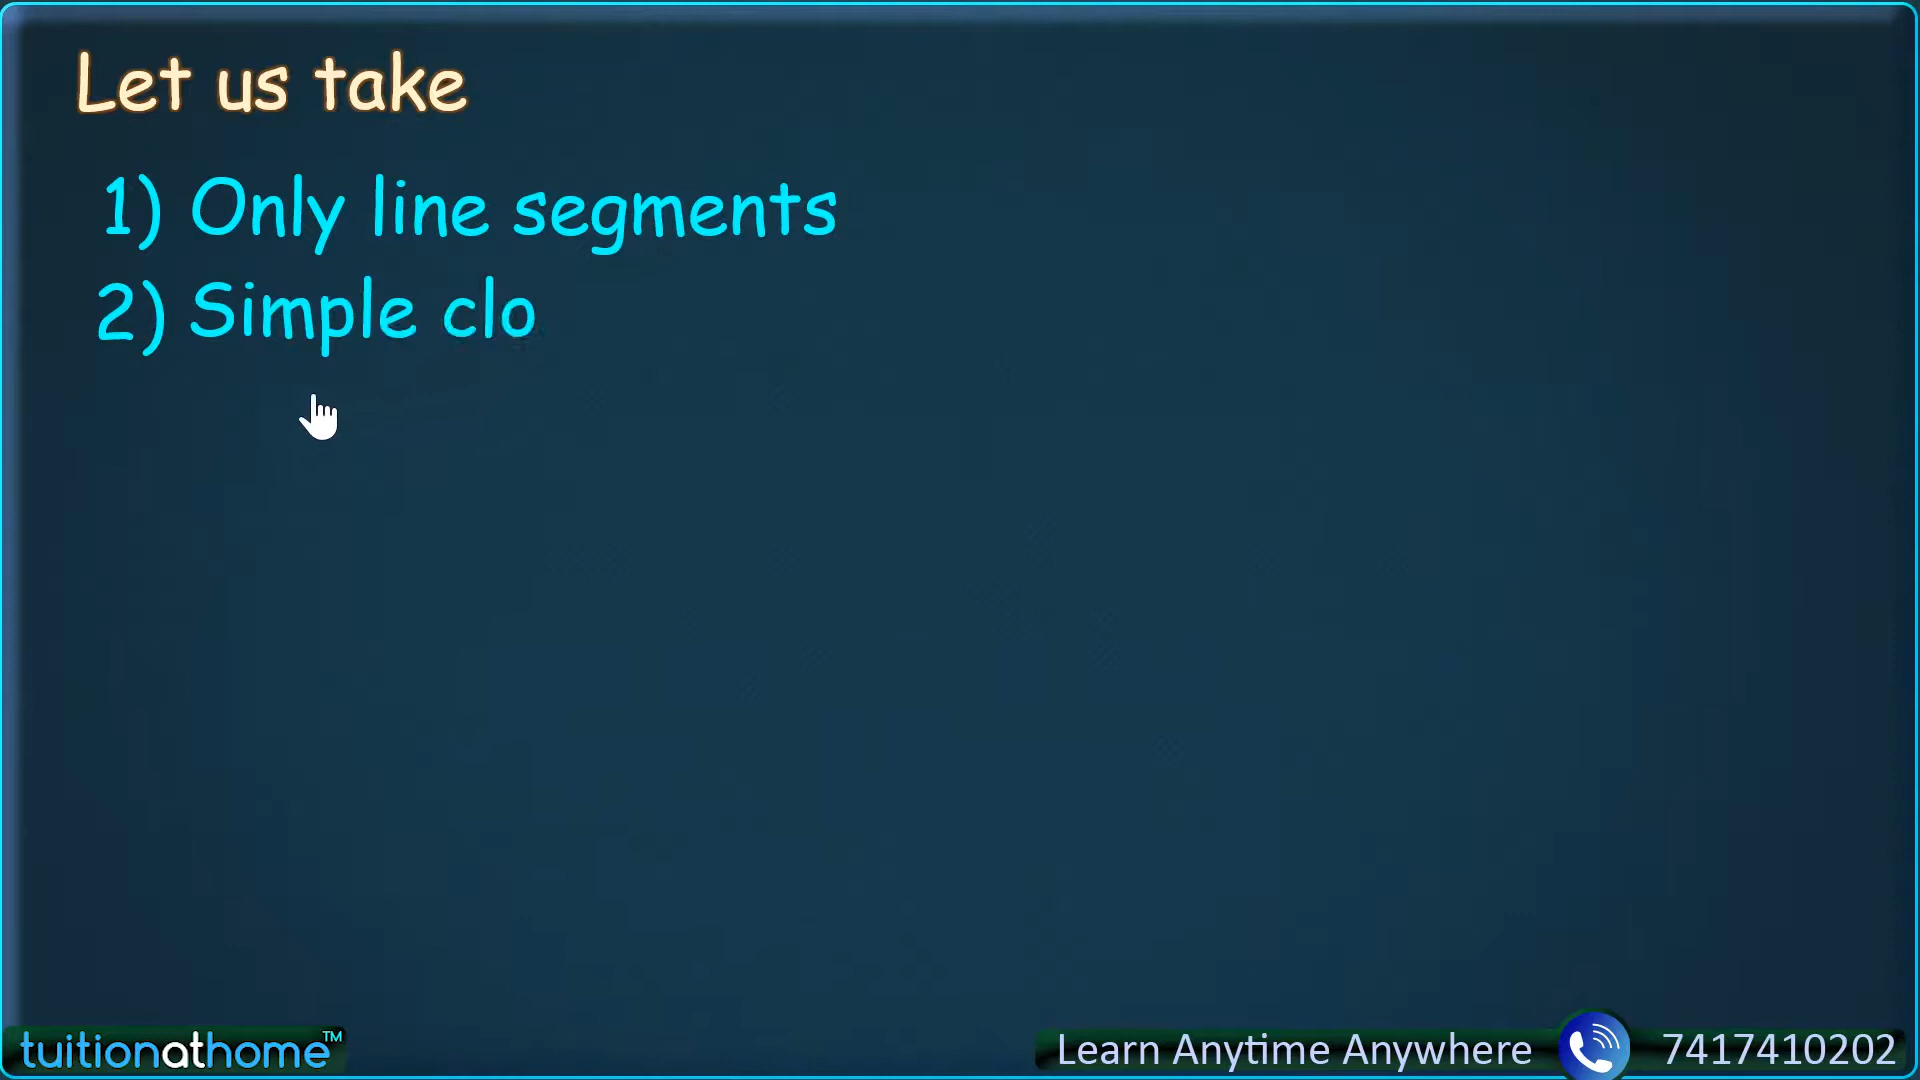 Let us take
1) Only line segments
2) Simple clo
tuitionathome™
Learn Anytime Anywhere 7417410202